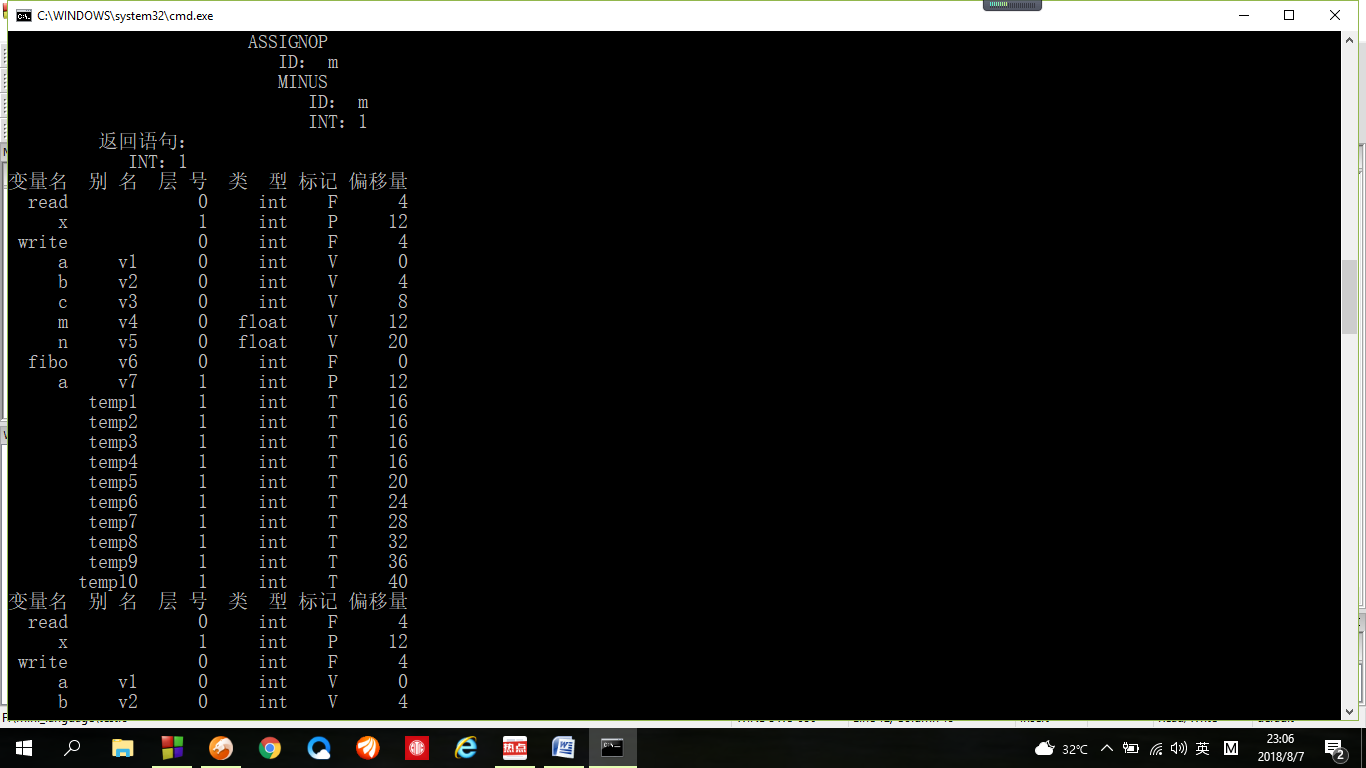 C:\WINDOWS\system32\cmd.exe
ASSIGNOP
ID： m
MINUS
ID： m
INT：1
返回语句：
INT：1
变量名 别 名 层 号 类 型 标记 偏移量
read 0 int F 4
x 1 int P 12
write 0 int F 4
a v1 0 int V 0
b v2 0 int V 4
c v3 0 int V 8
m v4 0 float V 12
n v5 0 float V 20
fibo v6 0 int F 0
a v7 1 int P 12
temp1 1 int T 16
temp2 1 int T 16
temp3 1 int T 16
temp4 1 int T 16
temp5 1 int T 20
temp6 1 int T 24
temp7 1 int T 28
temp8 1 int T 32
temp9 1 int T 36
temp10 1 int T 40
变量名 别 名 层 号 类 型 标记 偏移量
read 0 int F 4
x 1 int P 12
write 0 int F 4
a v1 0 int V 0
b v2 0 int V 4
热点
32℃
英
M
23:06
2018/8/7
2